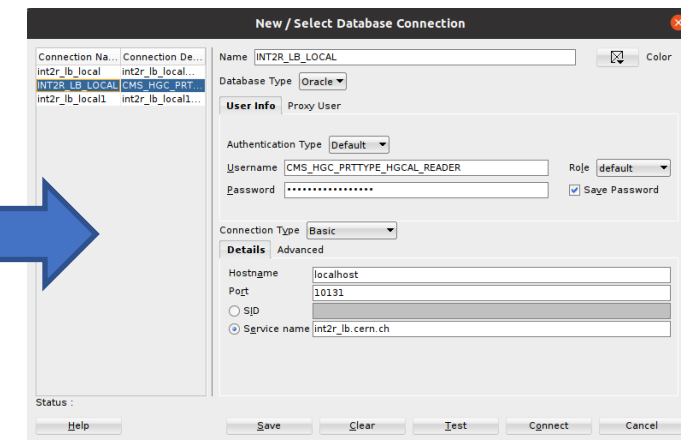 New / Select Database Connection
Connection Na... Connection De...
int2r_lb_local int2r_lb_local...
INT2R_LB_LOCAL CMS_HGC_PRT...
int2r_lb_local1 int2r_lb_local1...
Name INT2R_LB_LOCAL Color
Database Type Oracle
User Info Proxy User
Authentication Type Default
Username CMS_HGC_PRTTYPE_HGCAL_READER Role default
Password ••••••••••••••••• Save Password
Connection Type Basic
Details Advanced
Hostname localhost
Port 10131
SID
Service name int2r_lb.cern.ch
Status :
Help Save Clear Test Connect Cancel